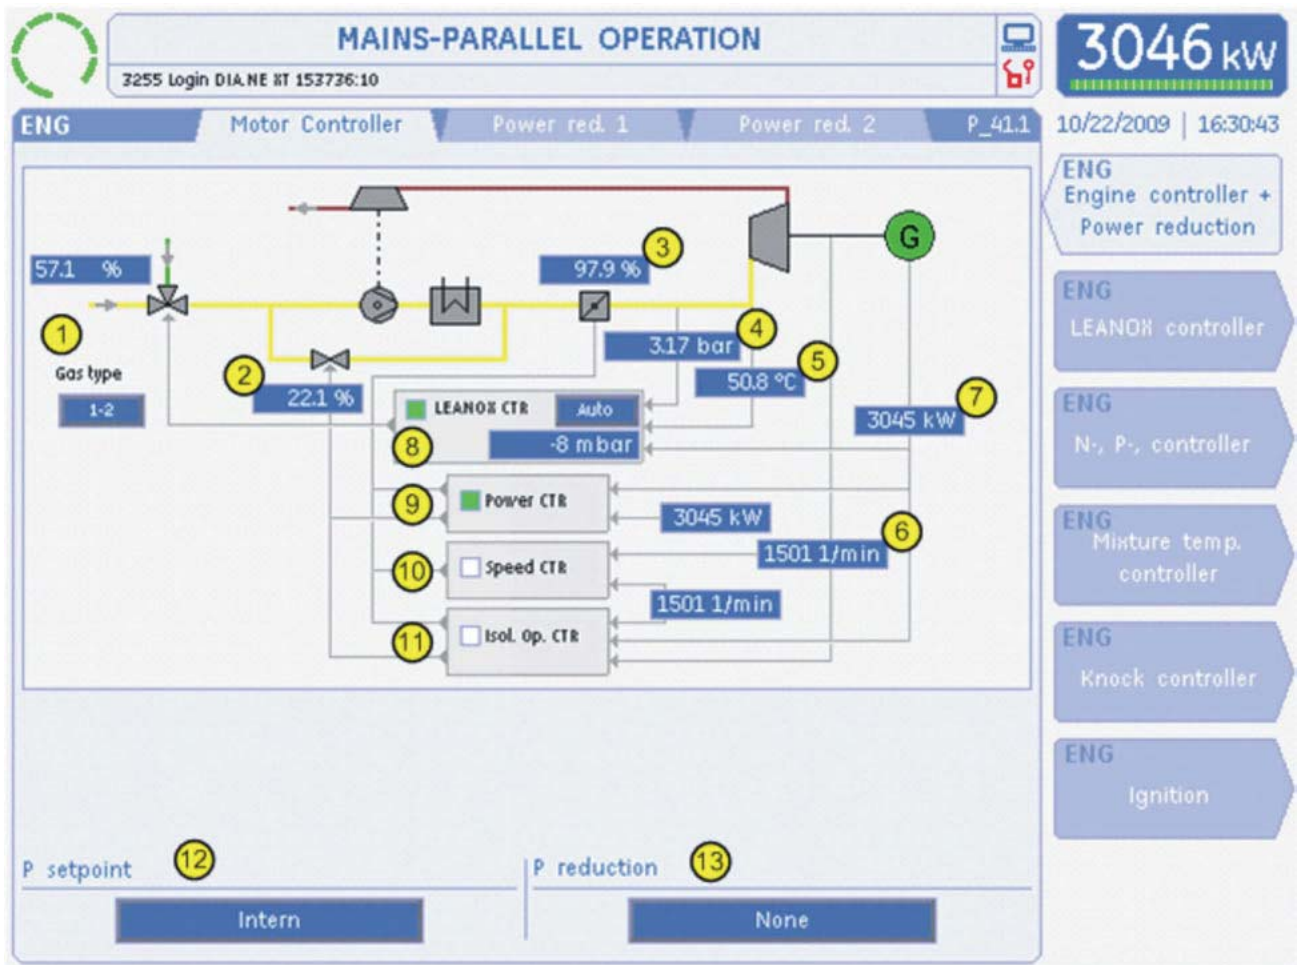 MAINS-PARALLEL OPERATION
3255 Login DIA.NE XT 153736:10
3046 kW
ENG
Motor Controller
Power red. 1
Power red. 2
P_41.1
10/22/2009 | 16:30:43
ENG
Engine controller +
Power reduction
ENG
LEANOX controller
ENG
N-, P-, controller
ENG
Mixture temp.
controller
ENG
Knock controller
ENG
Ignition
57.1 %
1
Gas type
1-2
2
22.1 %
97.9 %
3
G
3.17 bar
4
50.8 °C
5
3045 kW
7
LEANOX CTR
Auto
8
-8 mbar
9
Power CTR
3045 kW
6
1501 1/min
10
Speed CTR
1501 1/min
11
Isol. Op. CTR
P setpoint
12
Intern
P reduction
13
None